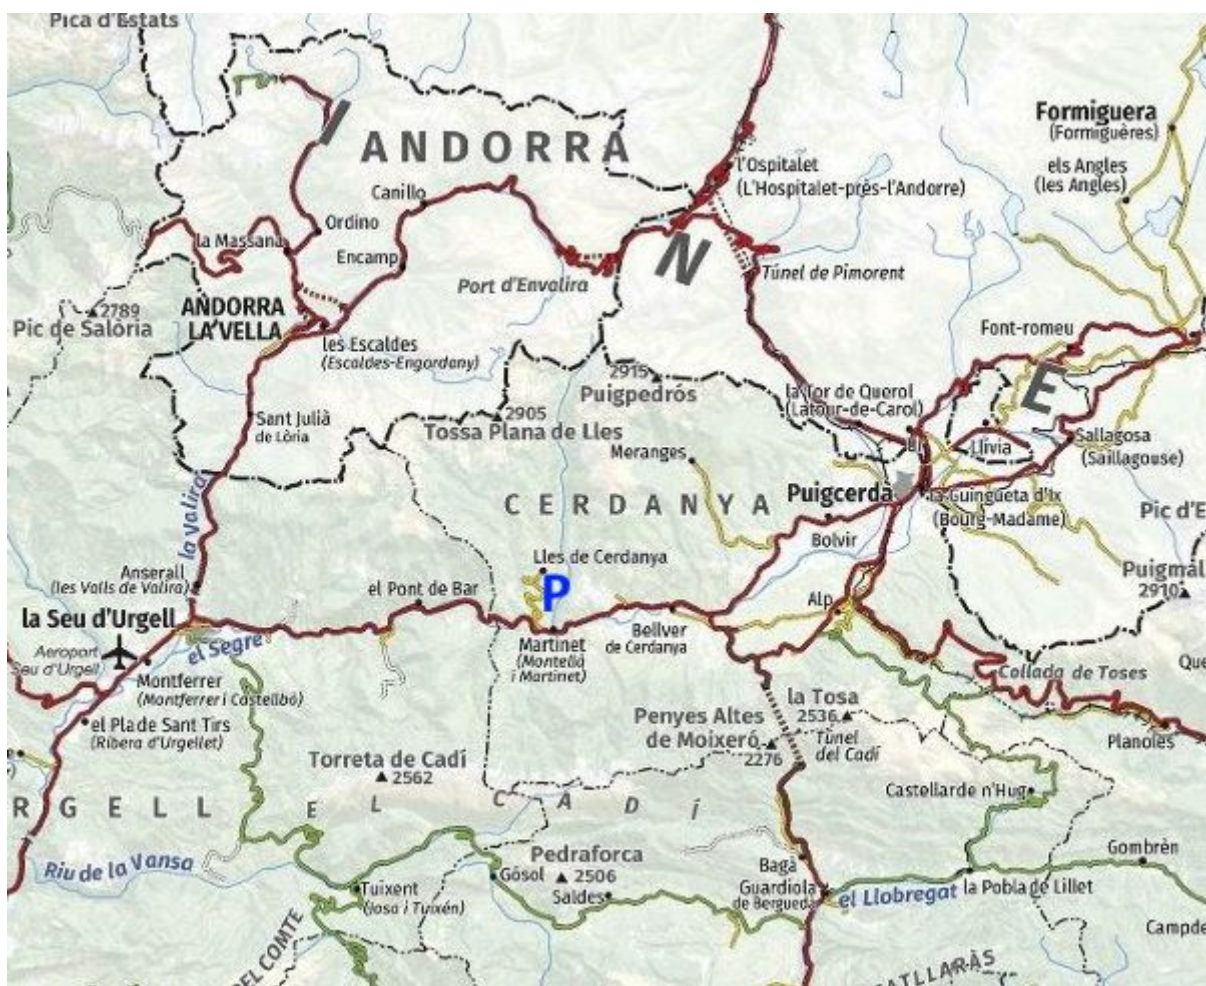 Pica d'Estats
I
ANDORRA
Formiguera
(Formiguères)
els Angles
(les Angles)
l'Ospitalet
(L'Hospitalet-près-l'Andorre)
Canillo
Ordino
la Massana
Encamp
N
Port d'Envalira
Túnel de Pimorent
2789
Pic de Salòria
ANDORRA
LA VELLA
les Escaldes
(Escaldes-Engordany)
Font-romeu
E
2915
Puigpedrós
la Tor de Querol
(Latour-de-Carol)
Sant Julià
de Lòria
2905
Tossa Plana de Lles
Ur
Llívia
Sallagosa
(Saillagouse)
Meranges
la Valira
CERDANYA
Puigcerdà
la Guingueta d'Ix
(Bourg-Madame)
Pic d'E
Bolvir
Anserall
(les Valls de Valira)
Lles de Cerdanya
P
el Pont de Bar
Puigmal
2910
la Seu d'Urgell
el Segre
Alp
Martinet
(Montellà
i Martinet)
Bellver
de Cerdanya
Aeroport
Seu d'Urgell
Montferrer
(Montferrer i Castellbò)
Collada de Toses
Que
el Pla de Sant Tirs
(Ribera d'Urgellet)
Penyes Altes
de Moixeró
2276
la Tosa
2536
Túnel
del Cadí
Planoles
Torreta de Cadí
2562
RGELL
EL CADÍ
Castellar de n'Hug
Riu de la Vansa
Pedraforca
2506
Gósol
Saldes
Bagà
Guardiola
de Berguedà
el Llobregat
la Pobla de Lillet
Gombrèn
Tuixent
(Josa i Tuixén)
DEL COMTE
Campde
CATLLARÀS